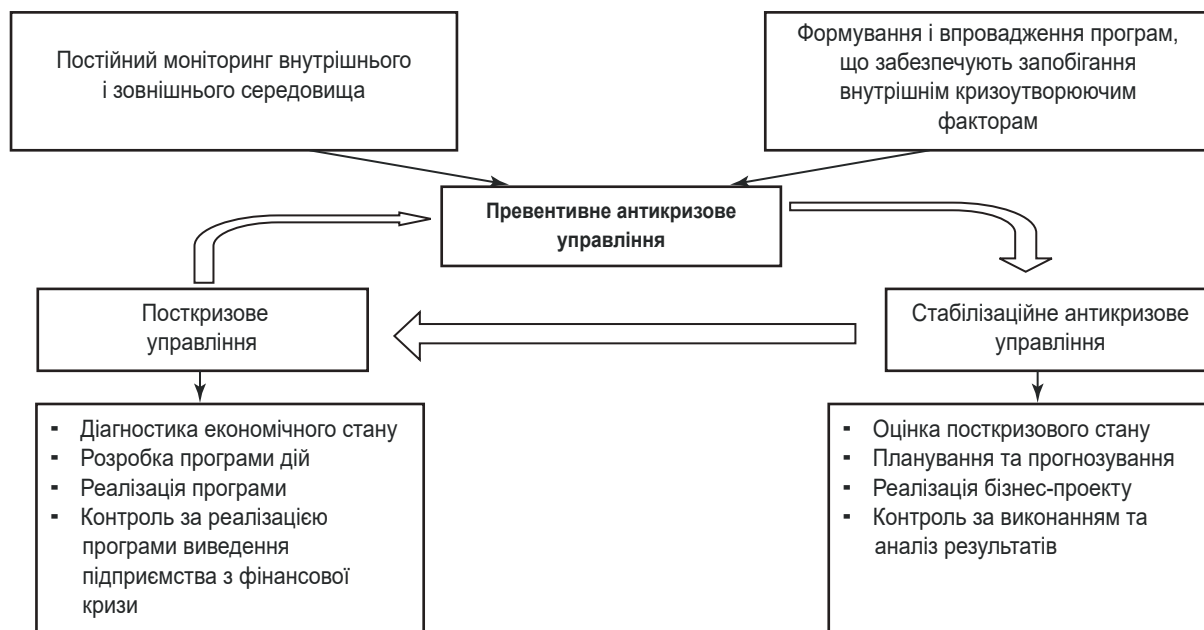 Постійний моніторинг внутрішнього
і зовнішнього середовища
Формування і впровадження програм,
що забезпечують запобігання
внутрішнім кризоутворюючим
факторам
Превентивне антикризове
управління
Посткризове
управління
Стабілізаційне антикризове
управління
- Діагностика економічного стану
- Розробка програми дій
- Реалізація програми
- Контроль за реалізацією
програми виведення
підприємства з фінансової
кризи
- Оцінка посткризового стану
- Планування та прогнозування
- Реалізація бізнес-проекту
- Контроль за виконанням та
аналіз результатів